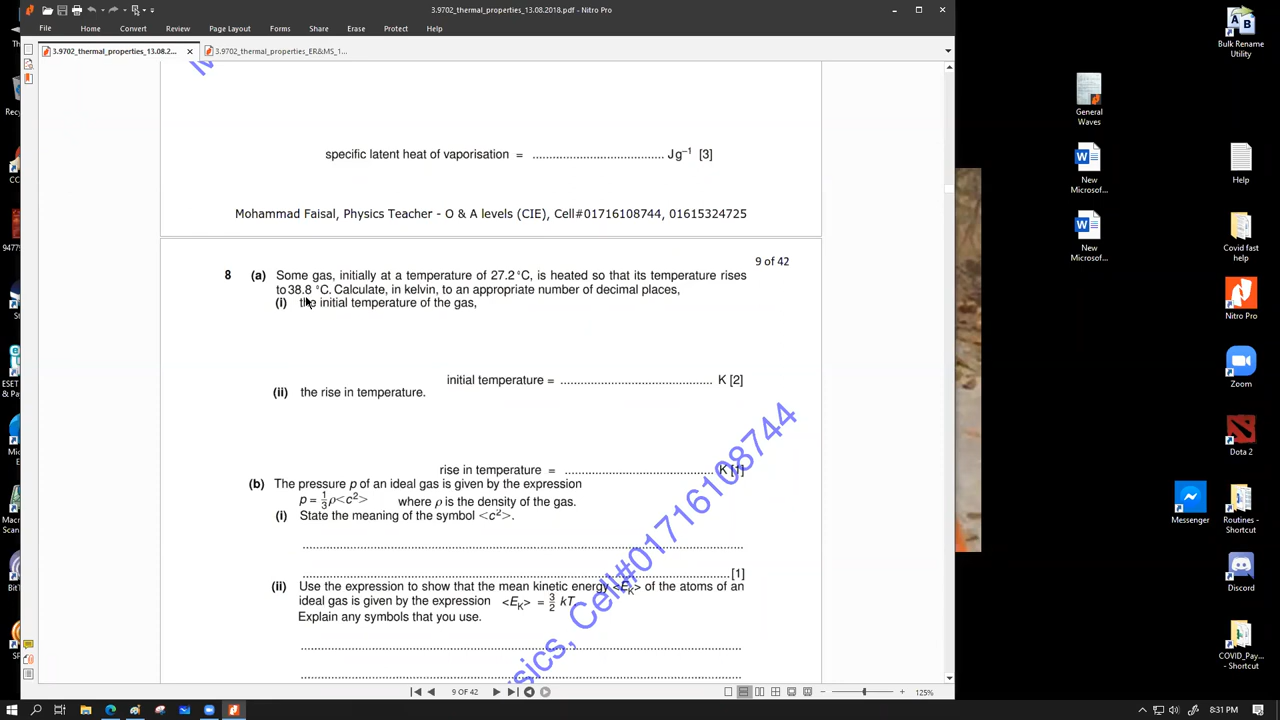 3.9702_thermal_properties_13.08.2018.pdf - Nitro Pro
File Home Convert Review Page Layout Forms Share Erase Protect Help
3.9702_thermal_properties_13.08.2... 3.9702_thermal_properties_ER&MS_1...
specific latent heat of vaporisation = ..................................... J g⁻¹ [3]
Mohammad Faisal, Physics Teacher - O & A levels (CIE), Cell#01716108744, 01615324725
9 of 42
8 (a) Some gas, initially at a temperature of 27.2 °C, is heated so that its temperature rises
to 38.8 °C. Calculate, in kelvin, to an appropriate number of decimal places,
(i) the initial temperature of the gas,
initial temperature = ........................................... K [2]
(ii) the rise in temperature.
rise in temperature = .......................................... K [1]
(b) The pressure p of an ideal gas is given by the expression
p = 1/3 ρ<c²> where ρ is the density of the gas.
(i) State the meaning of the symbol <c²>.
[1]
(ii) Use the expression to show that the mean kinetic energy <E_K> of the atoms of an
ideal gas is given by the expression <E_K> = 3/2 kT.
Explain any symbols that you use.
sics, Cell#01716108744
9 OF 42
125%
Bulk Rename
Utility
General
Waves
New
Microsof...
Help
New
Microsof...
Covid fast
help
Nitro Pro
Zoom
Dota 2
Messenger
Routines -
Shortcut
Discord
COVID_Pay...
- Shortcut
8:31 PM